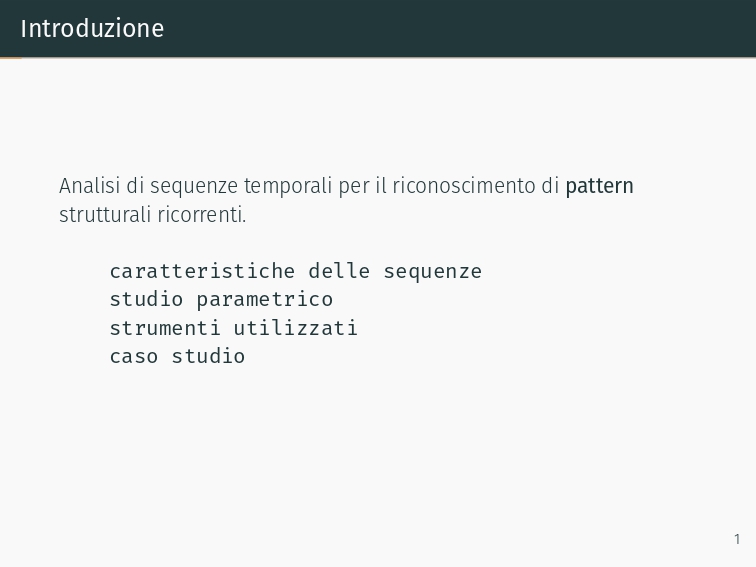 Introduzione
Analisi di sequenze temporali per il riconoscimento di pattern
strutturali ricorrenti.
caratteristiche delle sequenze
studio parametrico
strumenti utilizzati
caso studio
1